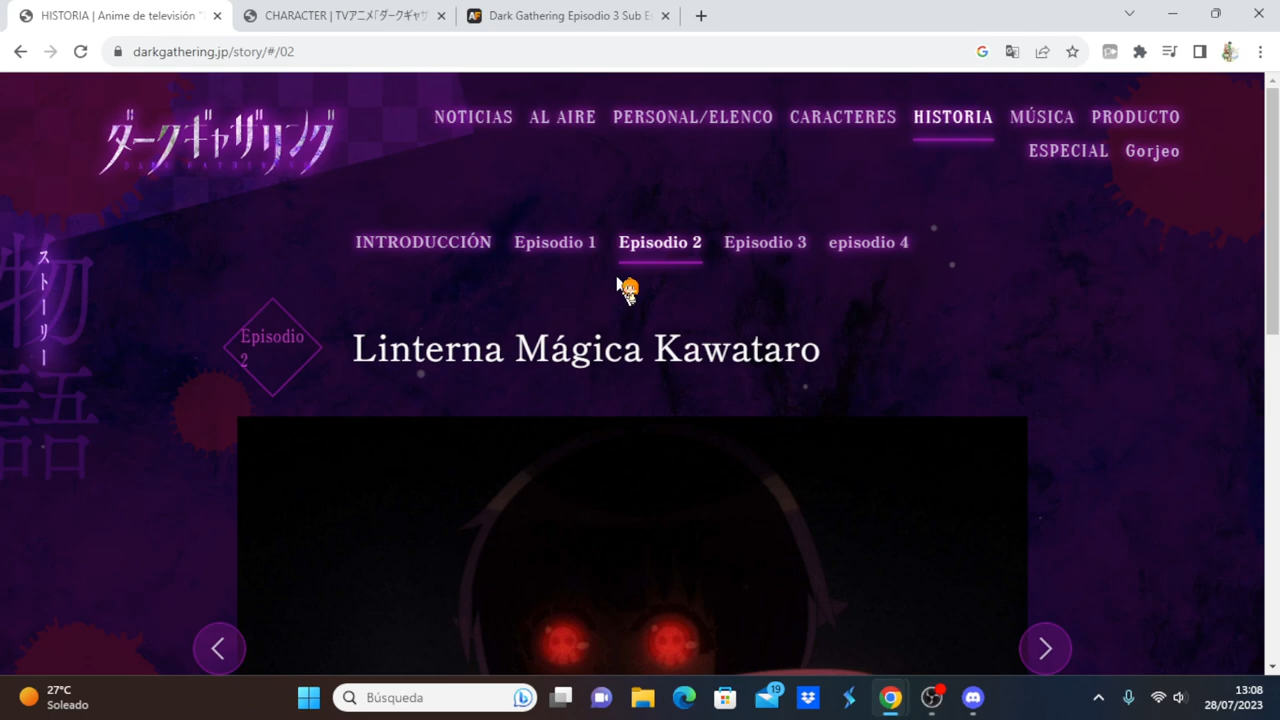 HISTORIA | Anime de televisión "
CHARACTER | TVアニメ「ダークギャザ
Dark Gathering Episodio 3 Sub Es
darkgathering.jp/story/#/02
ダークギャザリング
NOTICIAS AL AIRE PERSONAL/ELENCO CARACTERES HISTORIA MÚSICA PRODUCTO
ESPECIAL Gorjeo
物語
ストーリー
INTRODUCCIÓN Episodio 1 Episodio 2 Episodio 3 episodio 4
Episodio
2
Linterna Mágica Kawataro
27°C
Soleado
Búsqueda
19
13:08
28/07/2023